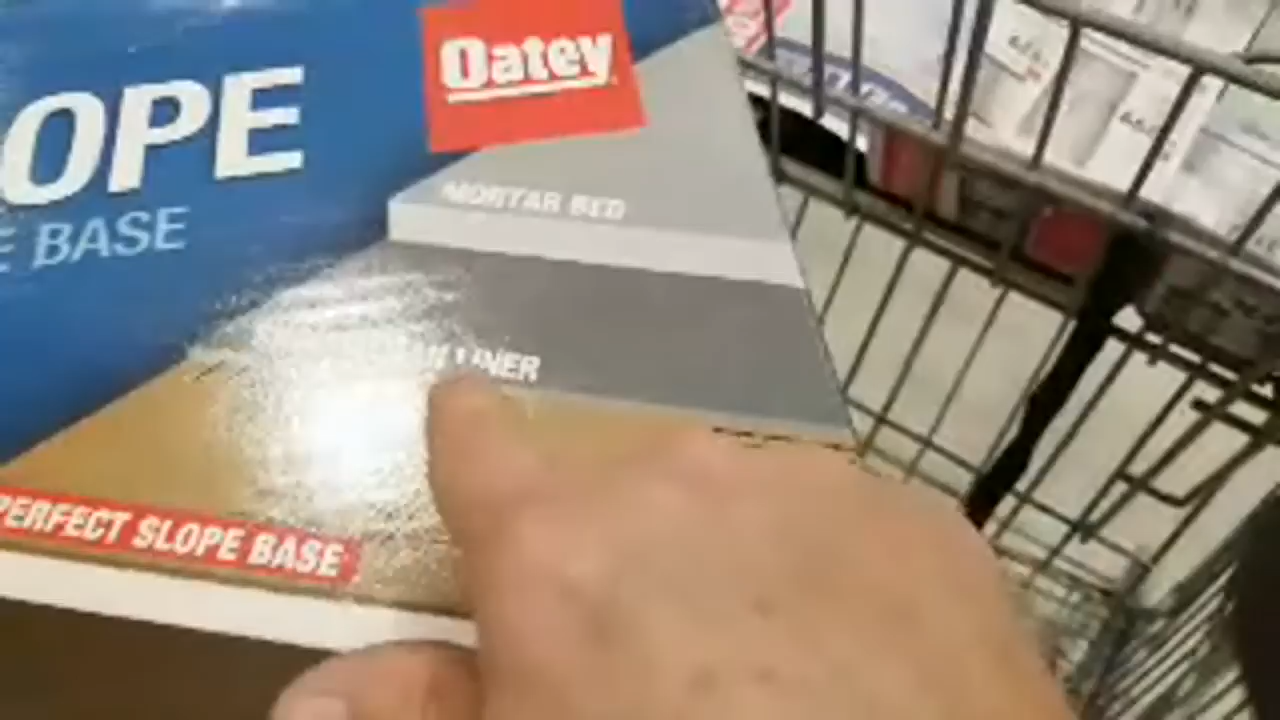 Oatey
OPE
MORTAR BED
E BASE
LINER
PERFECT SLOPE BASE